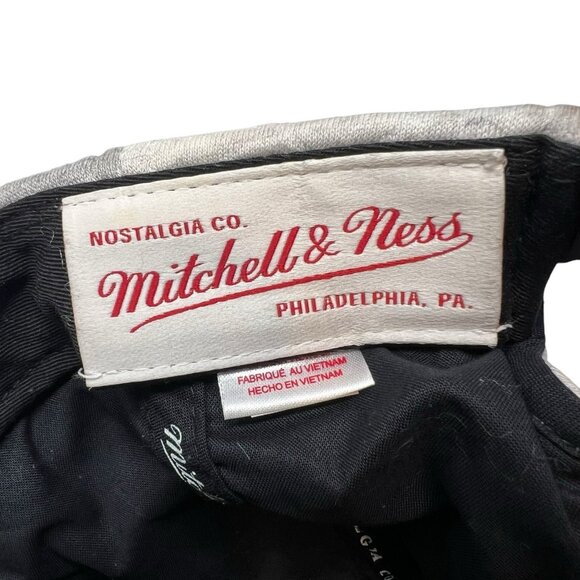 NOSTALGIA CO.
Mitchell & Ness
PHILADELPHIA, PA.
FABRIQUÉ AU VIETNAM
HECHO EN VIETNAM